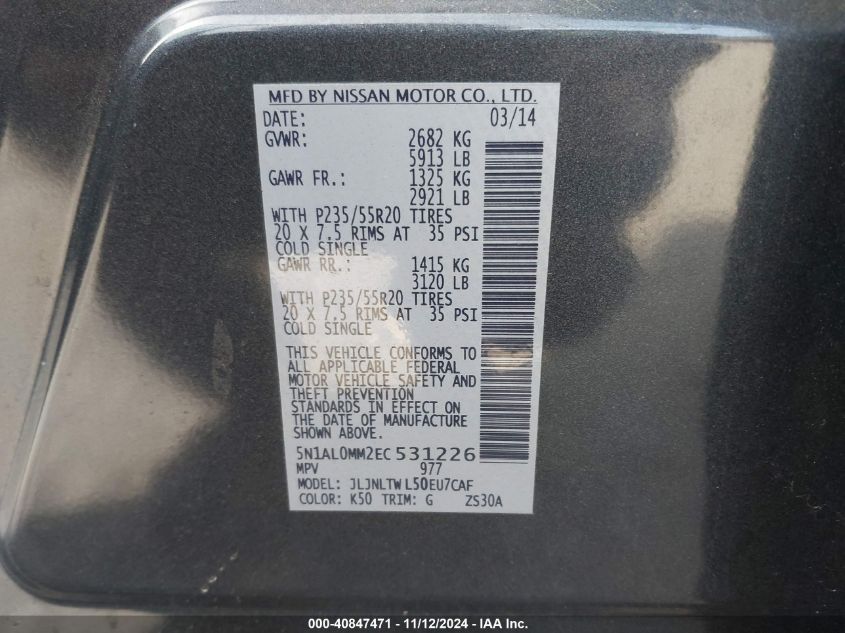 MFD BY NISSAN MOTOR CO., LTD.
DATE: 03/14
GVWR: 2682 KG
5913 LB
GAWR FR.: 1325 KG
2921 LB
WITH P235/55R20 TIRES
20 X 7.5 RIMS AT 35 PSI
COLD SINGLE
GAWR RR.: 1415 KG
3120 LB
WITH P235/55R20 TIRES
20 X 7.5 RIMS AT 35 PSI
COLD SINGLE
THIS VEHICLE CONFORMS TO
ALL APPLICABLE FEDERAL
MOTOR VEHICLE SAFETY AND
THEFT PREVENTION
STANDARDS IN EFFECT ON
THE DATE OF MANUFACTURE
SHOWN ABOVE.
5N1AL0MM2EC 531226
MPV 977
MODEL: JLJNLTW L50EU7CAF
COLOR: K50 TRIM: G ZS30A
000-40847471 - 11/12/2024 - IAA Inc.